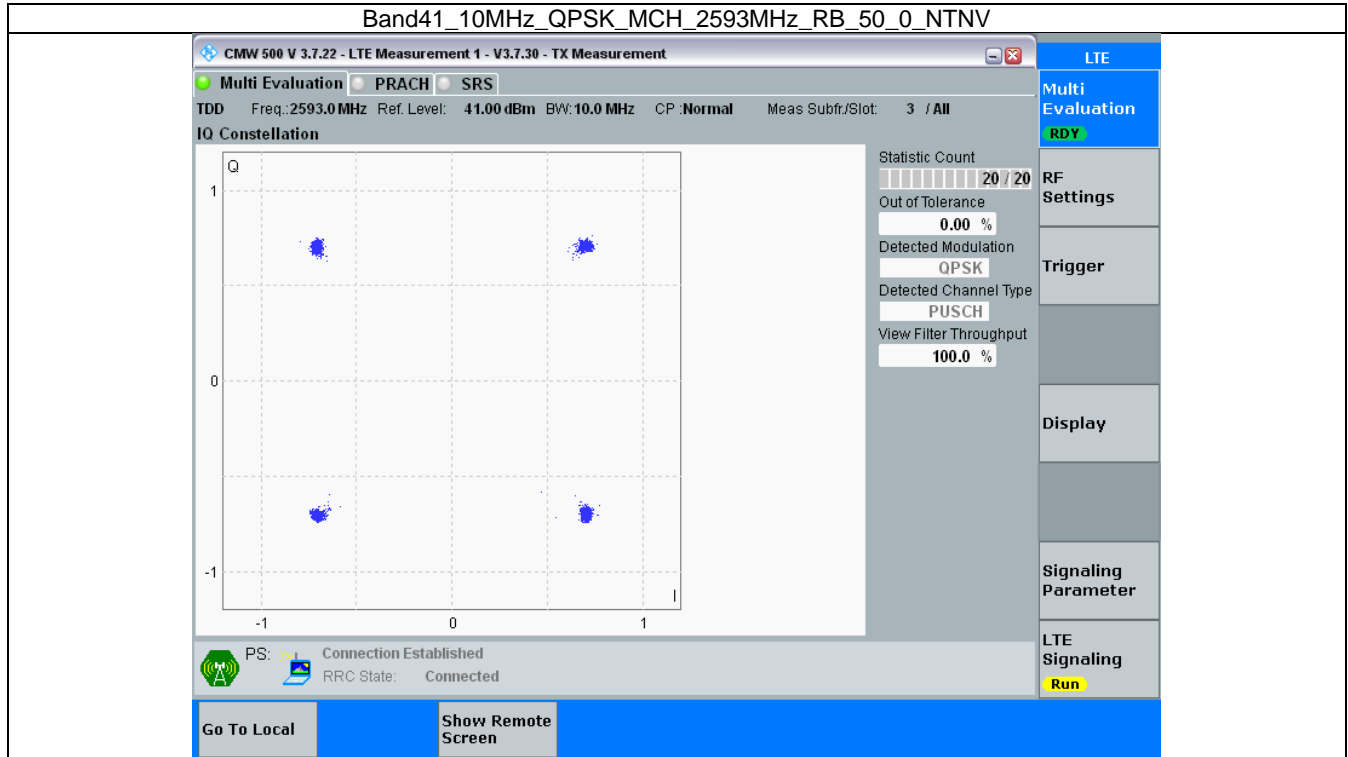 Band41_10MHz_QPSK_MCH_2593MHz_RB_50_0_NTNV
CMW 500 V 3.7.22 - LTE Measurement 1 - V3.7.30 - TX Measurement
LTE
Multi Evaluation PRACH SRS
TDD Freq.:2593.0 MHz Ref. Level: 41.00 dBm BW:10.0 MHz CP :Normal Meas Subfr./Slot: 3 / All
IQ Constellation
Q
1
0
-1
I
-1 0 1
Statistic Count
20 / 20
Out of Tolerance
0.00 %
Detected Modulation
QPSK
Detected Channel Type
PUSCH
View Filter Throughput
100.0 %
Multi
Evaluation
RDY
RF
Settings
Trigger
Display
Signaling
Parameter
LTE
Signaling
Run
PS:
Connection Established
RRC State: Connected
Go To Local
Show Remote
Screen